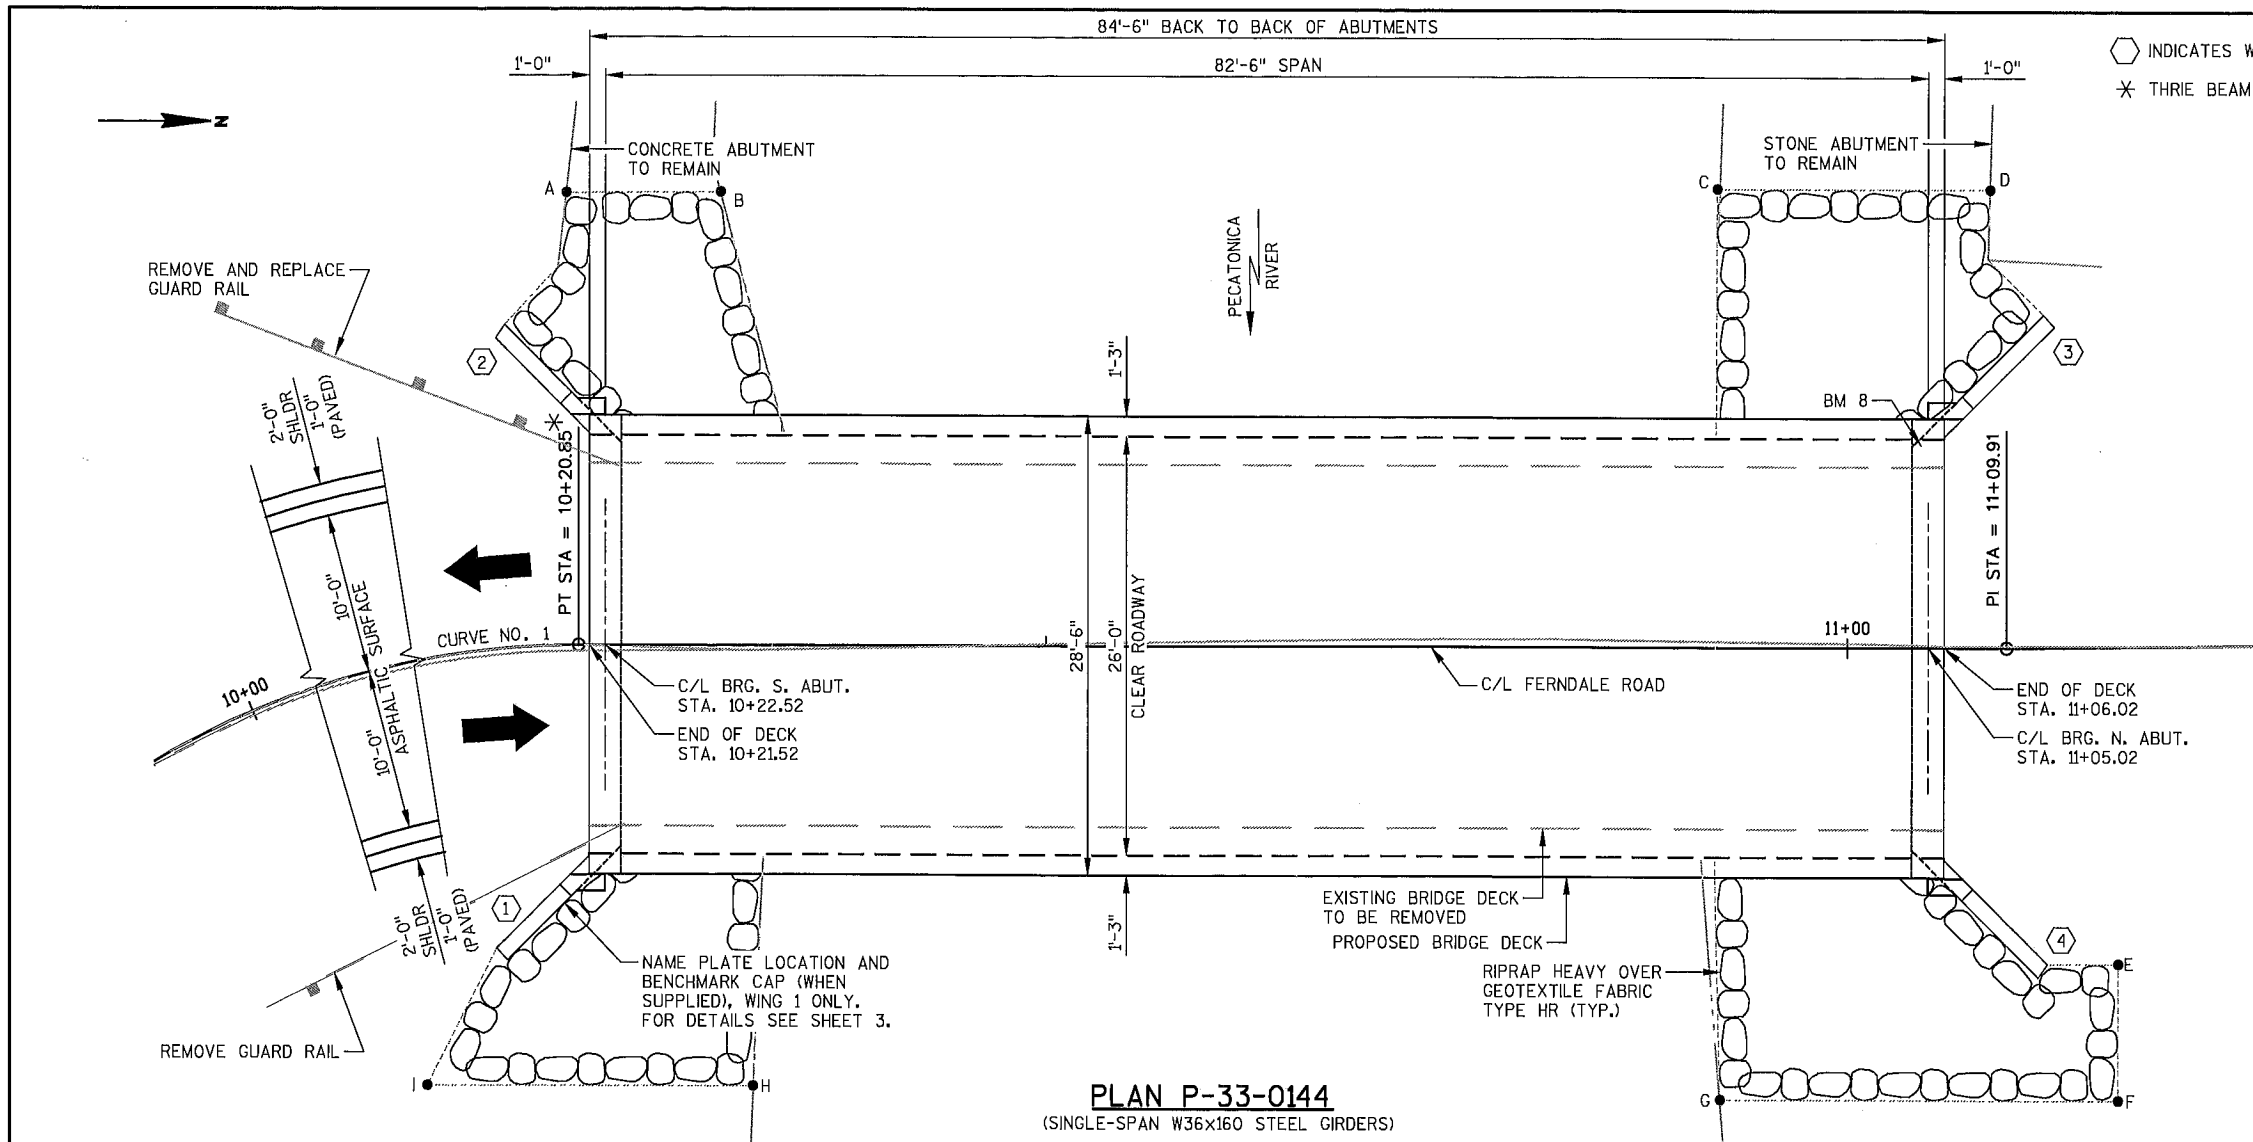 84'-6" BACK TO BACK OF ABUTMENTS
1'-0"
82'-6" SPAN
1'-0"
INDICATES W
THRIE BEAM
N
CONCRETE ABUTMENT
TO REMAIN
STONE ABUTMENT
TO REMAIN
A
B
C
D
REMOVE AND REPLACE
GUARD RAIL
PECATONICA
RIVER
2
3
1'-3"
BM 8
2'-0"
SHLDR
1'-0"
(PAVED)
PT STA = 10+20.85
PI STA = 11+09.91
10'-0"
ASPHALTIC SURFACE
10'-0"
CURVE NO. 1
10+00
11+00
28'-6"
26'-0"
CLEAR ROADWAY
C/L BRG. S. ABUT.
STA. 10+22.52
END OF DECK
STA. 10+21.52
C/L FERNDALE ROAD
END OF DECK
STA. 11+06.02
C/L BRG. N. ABUT.
STA. 11+05.02
2'-0"
SHLDR
1'-0"
(PAVED)
1
1'-3"
EXISTING BRIDGE DECK
TO BE REMOVED
PROPOSED BRIDGE DECK
4
NAME PLATE LOCATION AND
BENCHMARK CAP (WHEN
SUPPLIED), WING 1 ONLY.
FOR DETAILS SEE SHEET 3.
RIPRAP HEAVY OVER
GEOTEXTILE FABRIC
TYPE HR (TYP.)
E
REMOVE GUARD RAIL
H
G
F
PLAN P-33-0144
(SINGLE-SPAN W36x160 STEEL GIRDERS)